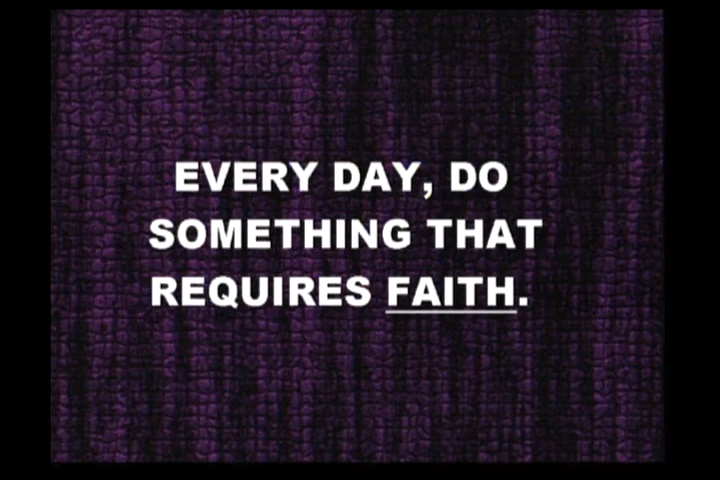 EVERY DAY, DO
SOMETHING THAT
REQUIRES FAITH.